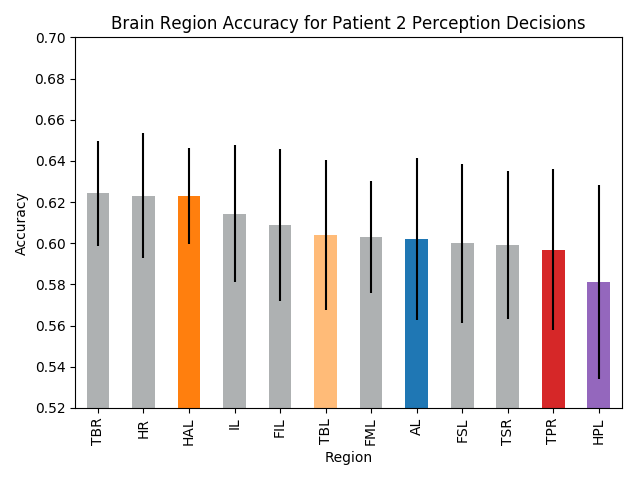 Brain Region Accuracy for Patient 2 Perception Decisions
Accuracy
0.70
0.68
0.66
0.64
0.62
0.60
0.58
0.56
0.54
0.52
TBR HR HAL IL FIL TBL FML AL FSL TSR TPR HPL
Region